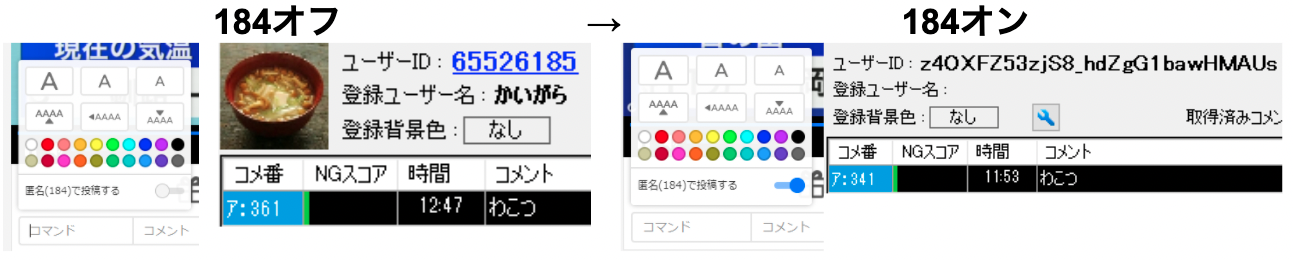 184オフ → 184オン
現在の気温
A A A
AAAA ◀AAAA AAAA
匿名(184)で投稿する
コマンド コメント
ユーザーID：65526185
登録ユーザー名：かいがら
登録背景色： なし
コメ番 NGスコア 時間 コメント
ア:361 12:47 わこつ
A A A
AAAA ◀AAAA AAAA
匿名(184)で投稿する
コマンド コメント
ユーザーID：z4OXFZ53zjS8_hdZgG1bawHMAUs
登録ユーザー名：
登録背景色： なし 取得済みコメン
コメ番 NGスコア 時間 コメント
ア:341 11:53 わこつ